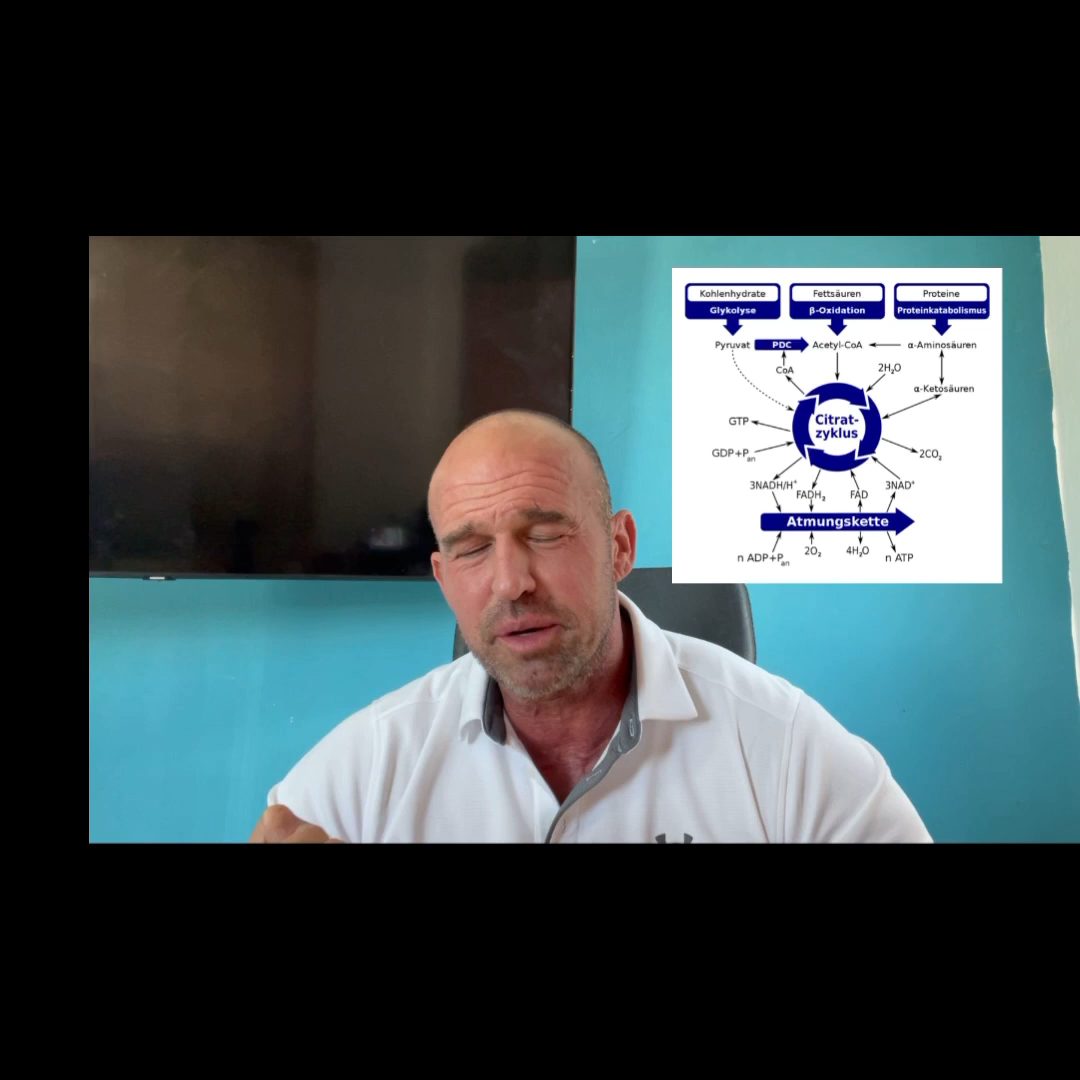 Kohlenhydrate
Glykolyse
Fettsäuren
β-Oxidation
Proteine
Proteinkatabolismus
Pyruvat
PDC
Acetyl-CoA
α-Aminosäuren
CoA
2H₂O
α-Ketosäuren
Citrat-
zyklus
GTP
GDP+Pan
2CO₂
3NADH/H⁺
FADH₂
FAD
3NAD⁺
Atmungskette
n ADP+Pan
2O₂
4H₂O
n ATP